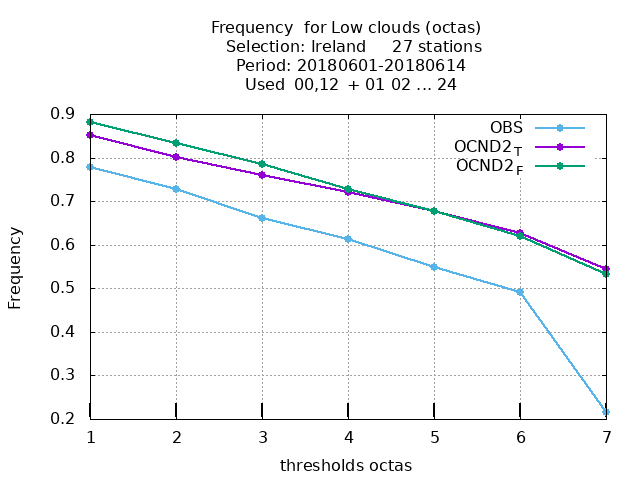 Frequency  for Low clouds (octas)
Selection: Ireland     27 stations
Period: 20180601-20180614
Used  00,12  + 01 02 ... 24
0.9
0.8
0.7
0.6
0.5
0.4
0.3
0.2
Frequency
OBS
OCND2T
OCND2F
1 2 3 4 5 6 7
thresholds octas